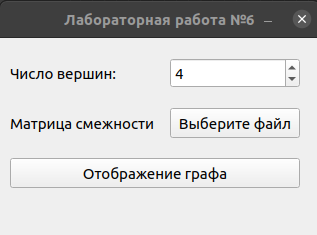 Лабораторная работа №6
Число вершин: 4
Матрица смежности Выберите файл
Отображение графа